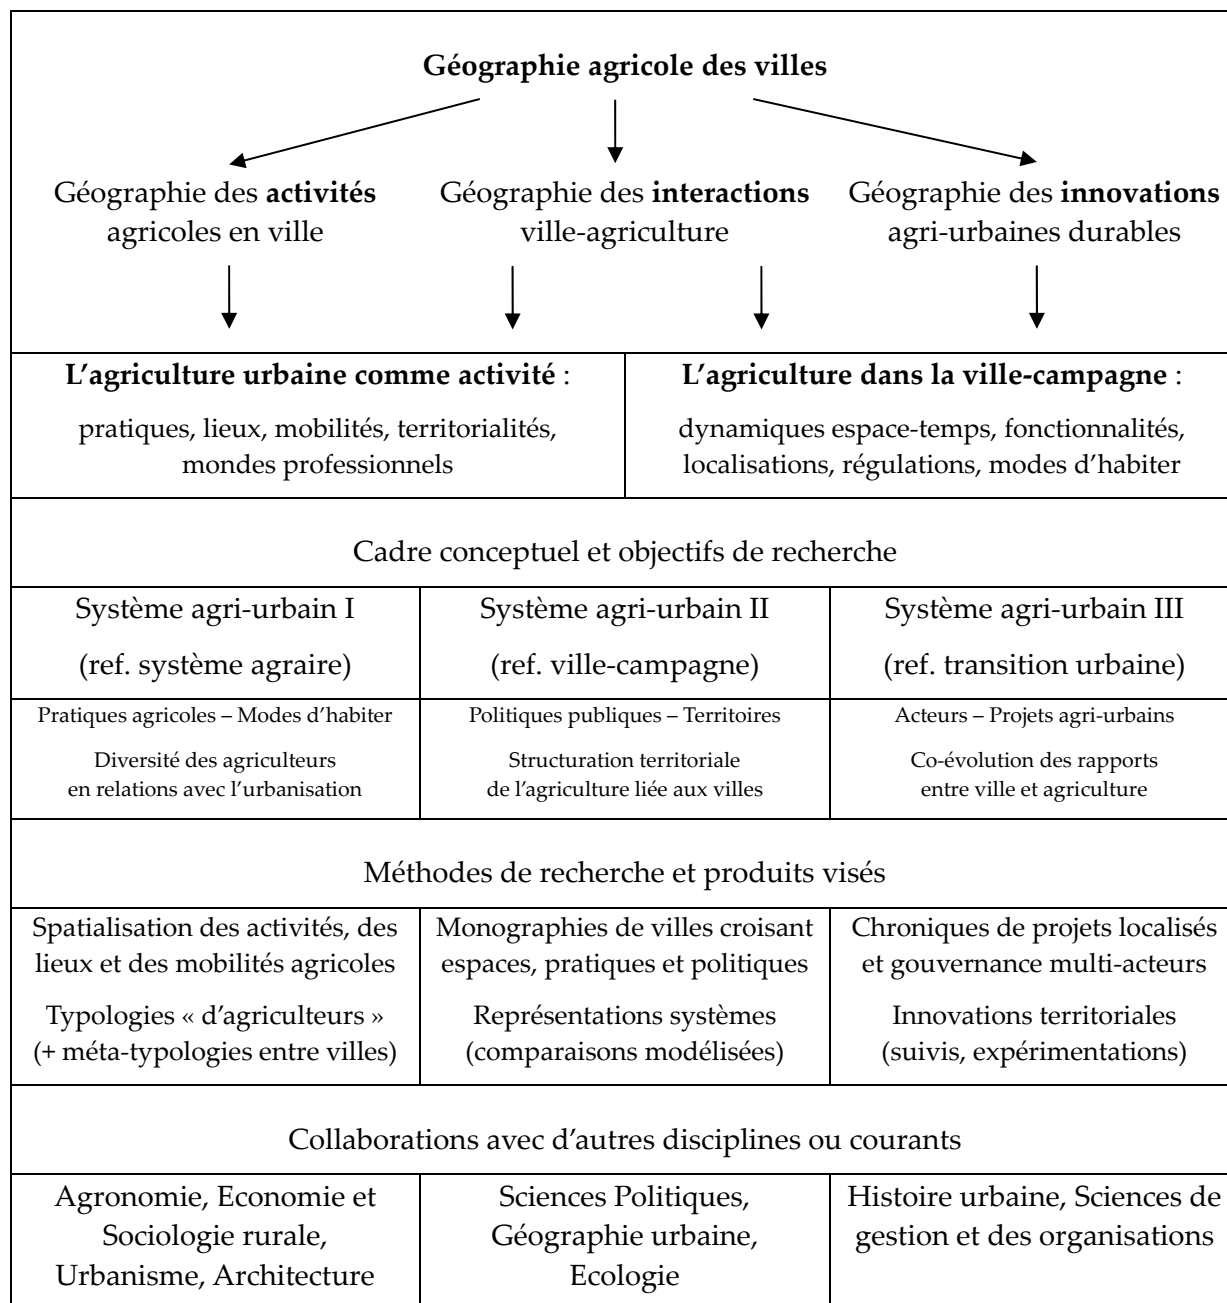 Géographie agricole des villes
Géographie des activités
agricoles en ville
Géographie des interactions
ville-agriculture
Géographie des innovations
agri-urbaines durables
L’agriculture urbaine comme activité :
pratiques, lieux, mobilités, territorialités,
mondes professionnels
L’agriculture dans la ville-campagne :
dynamiques espace-temps, fonctionnalités,
localisations, régulations, modes d’habiter
Cadre conceptuel et objectifs de recherche
Système agri-urbain I
(ref. système agraire)
Système agri-urbain II
(ref. ville-campagne)
Système agri-urbain III
(ref. transition urbaine)
Pratiques agricoles – Modes d’habiter
Diversité des agriculteurs
en relations avec l’urbanisation
Politiques publiques – Territoires
Structuration territoriale
de l’agriculture liée aux villes
Acteurs – Projets agri-urbains
Co-évolution des rapports
entre ville et agriculture
Méthodes de recherche et produits visés
Spatialisation des activités, des
lieux et des mobilités agricoles
Typologies « d’agriculteurs »
(+ méta-typologies entre villes)
Monographies de villes croisant
espaces, pratiques et politiques
Représentations systèmes
(comparaisons modélisées)
Chroniques de projets localisés
et gouvernance multi-acteurs
Innovations territoriales
(suivis, expérimentations)
Collaborations avec d’autres disciplines ou courants
Agronomie, Economie et
Sociologie rurale,
Urbanisme, Architecture
Sciences Politiques,
Géographie urbaine,
Ecologie
Histoire urbaine, Sciences de
gestion et des organisations